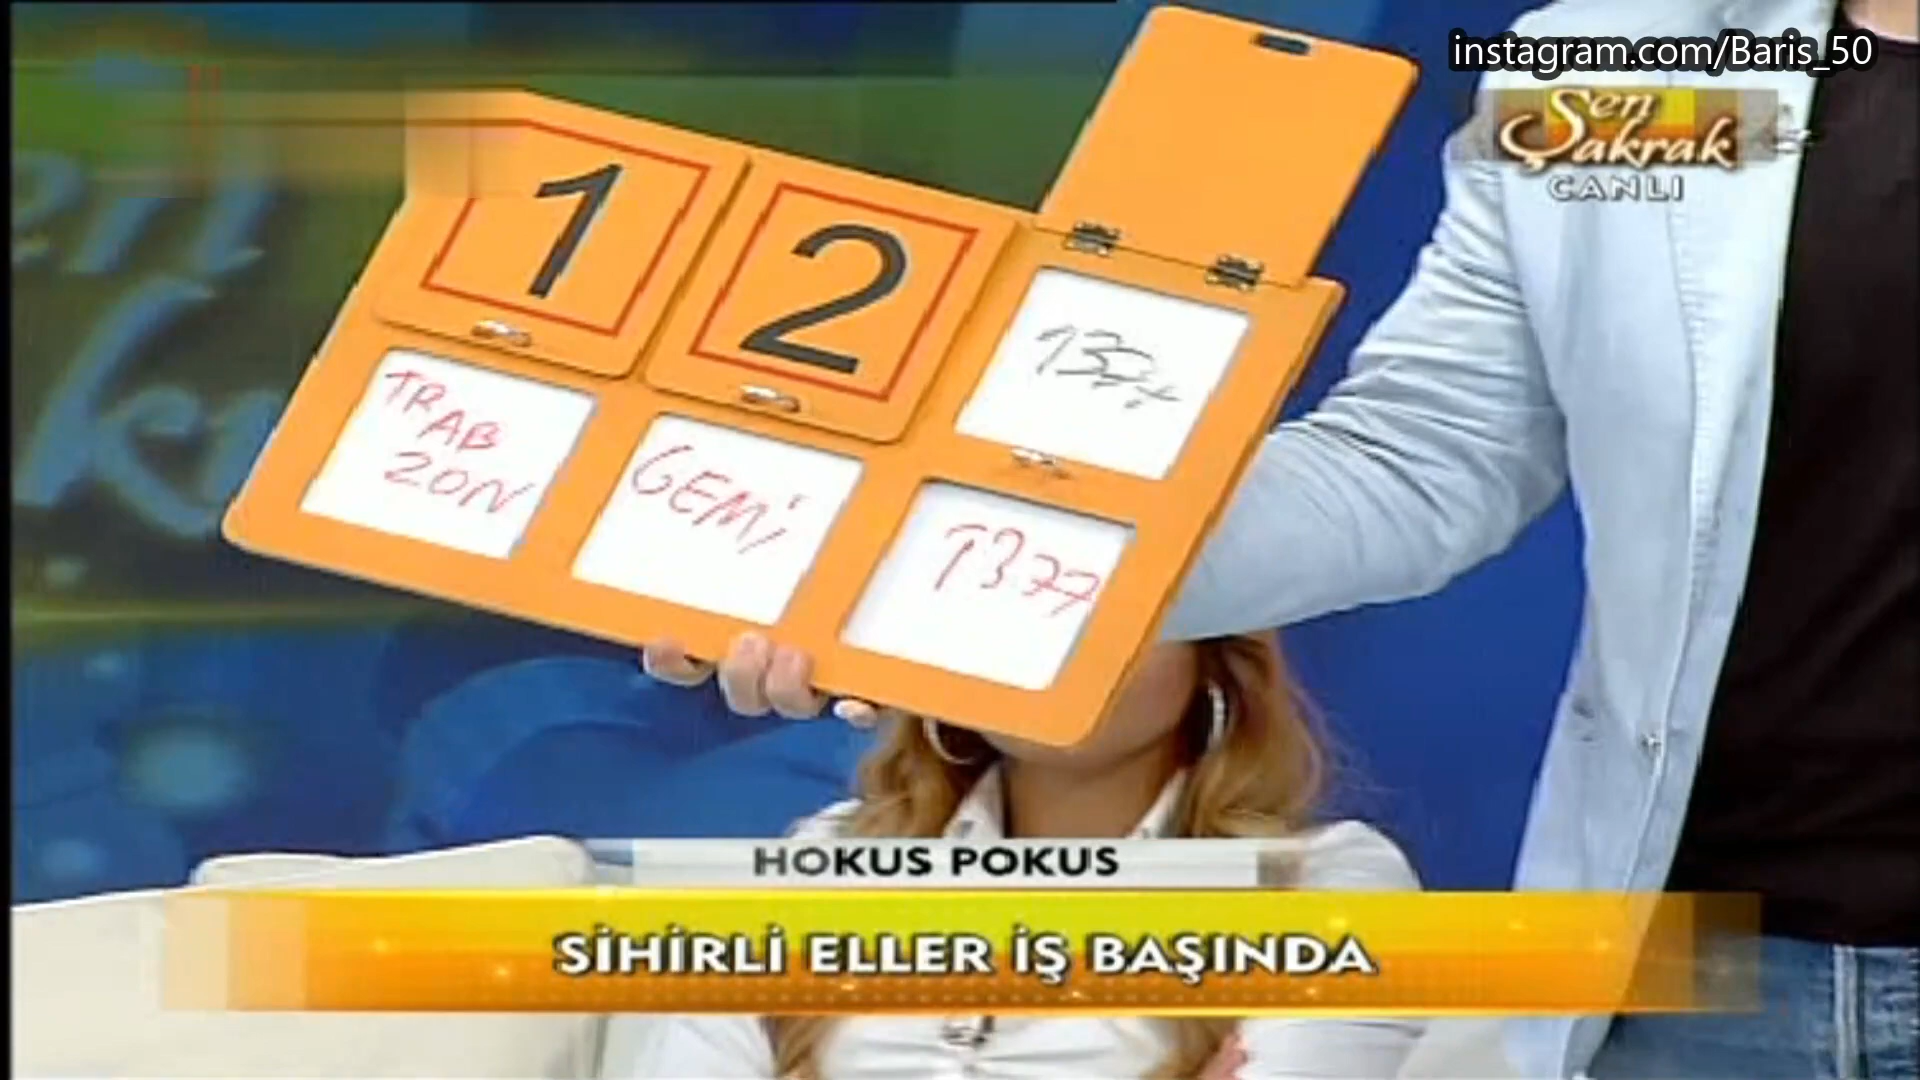 instagram.com/Baris_50
Şen
Çakrak
CANLI
1
2
1377
TRAB
ZON
GEMİ
1377
HOKUS POKUS
SİHİRLİ ELLER İŞ BAŞINDA